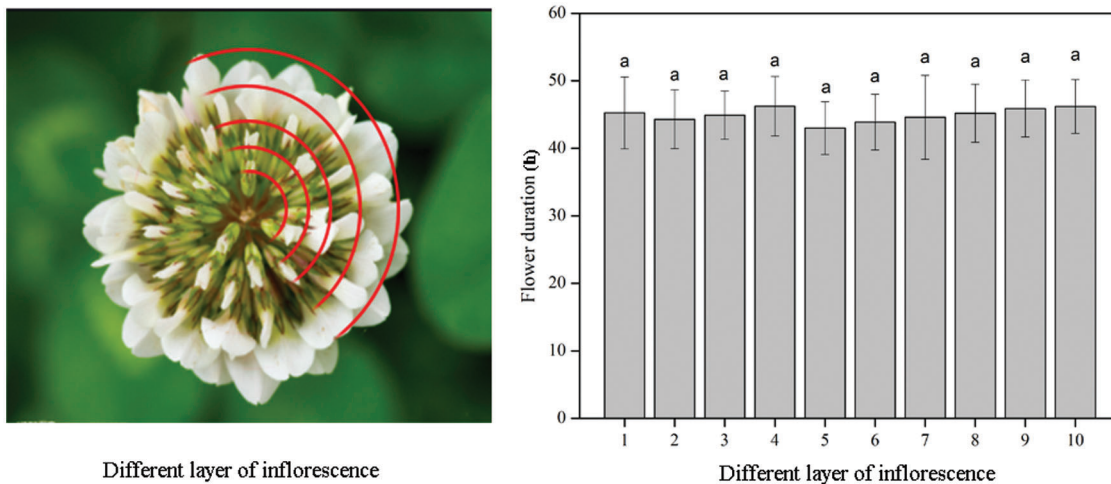 Different layer of inflorescence
60
50
40
30
20
10
0
Flower duration (h)
a a a a a a a a a a
1 2 3 4 5 6 7 8 9 10
Different layer of inflorescence